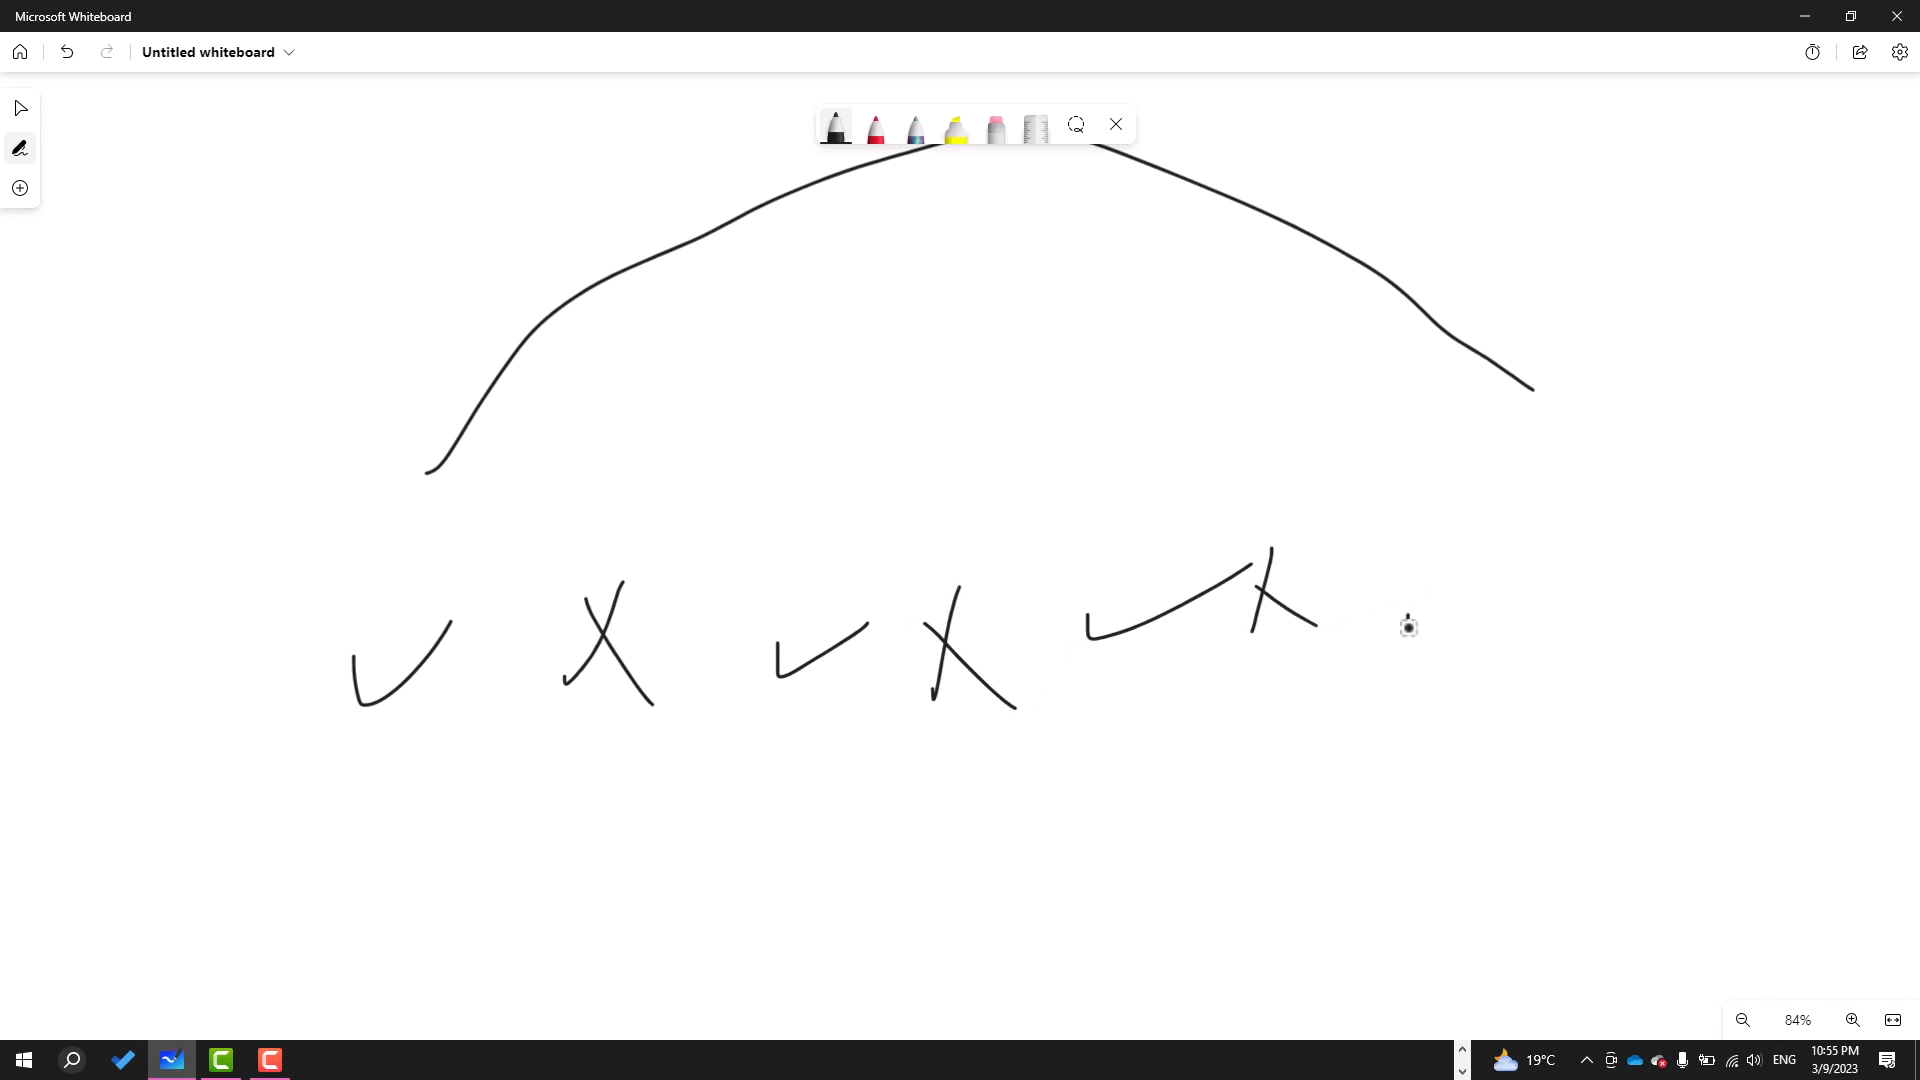 Microsoft Whiteboard
Untitled whiteboard
✓ X ✓ X ✓ X
84%
19°C
ENG
10:55 PM
3/9/2023